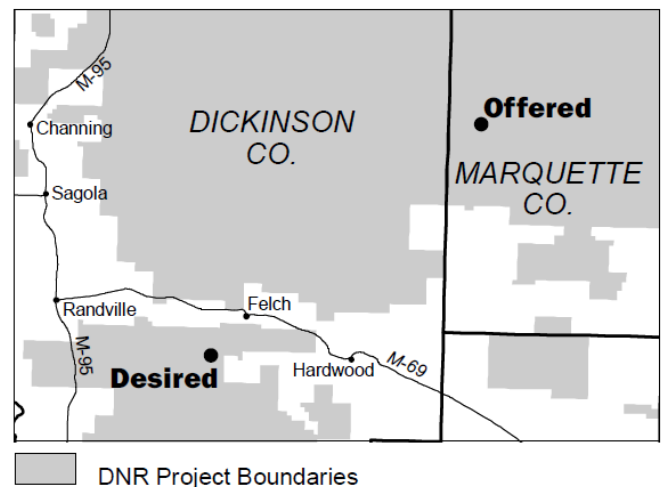 M-95
Offered
Channing
DICKINSON
CO.
MARQUETTE
CO.
Sagola
Randville
Felch
M-95
Desired
Hardwood
M-69
DNR Project Boundaries